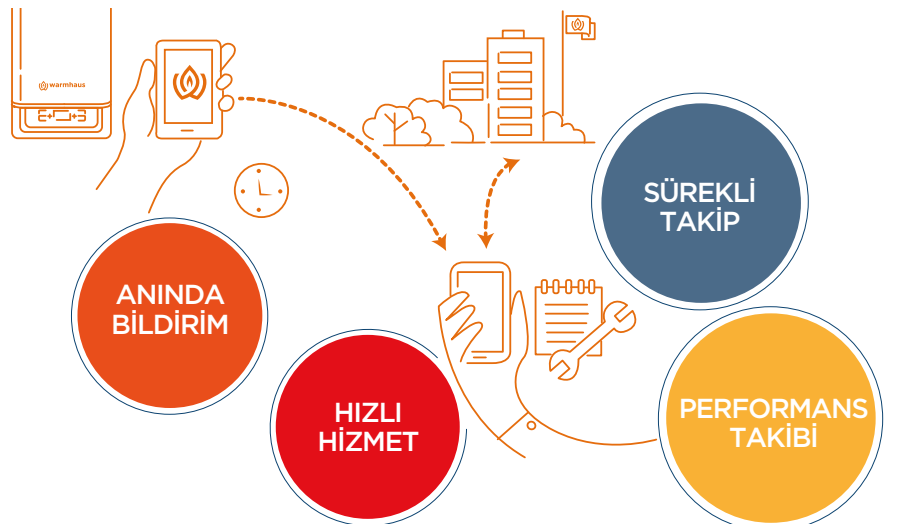 warmhaus
SÜREKLİ
TAKİP
ANINDA
BİLDİRİM
HIZLI
HİZMET
PERFORMANS
TAKİBİ